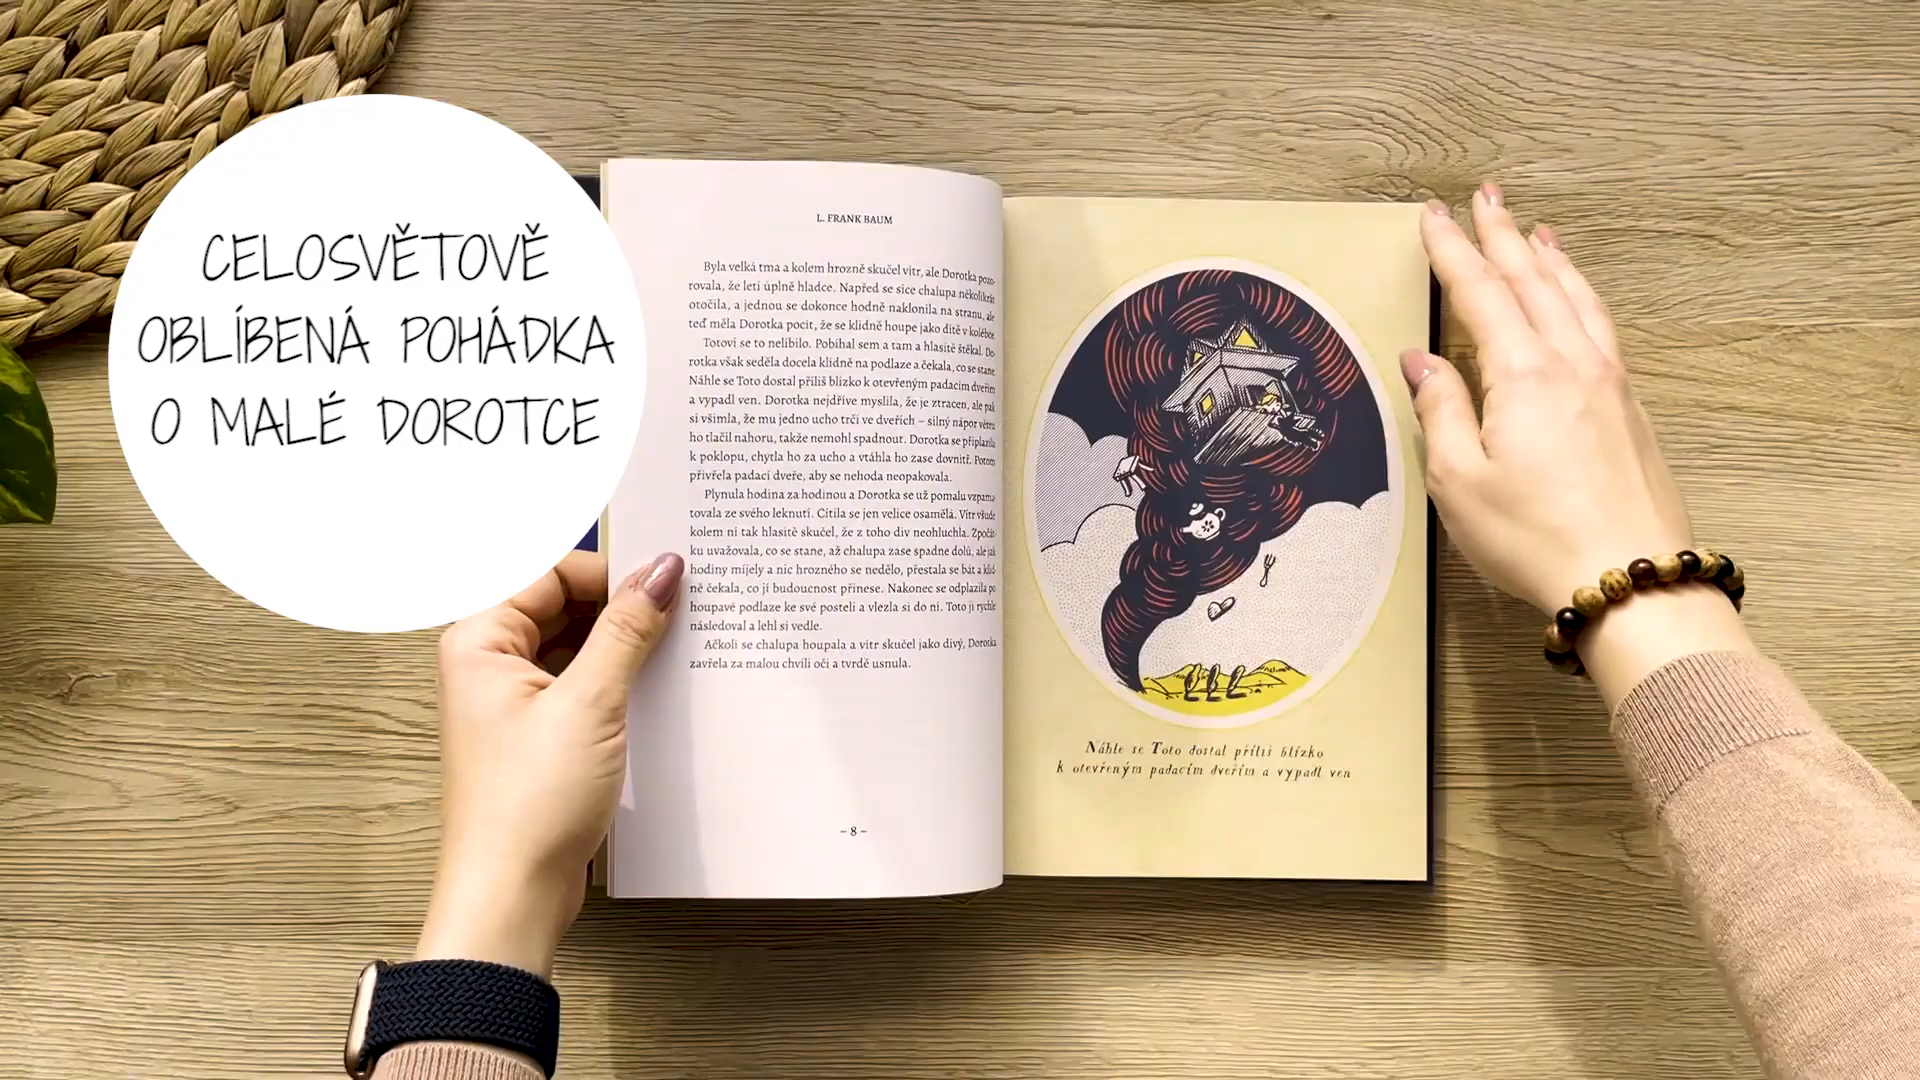 CELOSVĚTOVĚ
OBLÍBENÁ POHÁDKA
O MALÉ DOROTCE
L. FRANK BAUM
Byla velká tma a kolem hrozně skučel vítr, ale Dorotka pozo-
rovala, že letí úplně hladce. Napřed se sice chalupa několikrát
otočila, a jednou se dokonce hodně naklonila na stranu, ale
teď měla Dorotka pocit, že se klidně houpe jako dítě v kolébce.
Totovi se to nelíbilo. Pobíhal sem a tam a hlasitě štěkal. Do-
rotka však seděla docela klidně na podlaze a čekala, co se stane.
Náhle se Toto dostal příliš blízko k otevřeným padacím dveřím
a vypadl ven. Dorotka nejdříve myslila, že je ztracen, ale pak
si všimla, že mu jedno ucho trčí ve dveřích – silný nápor větru
ho tlačil nahoru, takže nemohl spadnout. Dorotka se připlazila
k poklopu, chytla ho za ucho a vtáhla ho zase dovnitř. Potom
přivřela padací dveře, aby se nehoda neopakovala.
Plynula hodina za hodinou a Dorotka se už pomalu vzpama-
tovala ze svého leknutí. Cítila se jen velice osamělá. Vítr všude
kolem ní tak hlasitě skučel, že z toho div neohluchla. Zpočát-
ku uvažovala, co se stane, až chalupa zase spadne dolů, ale jak
hodiny míjely a nic hrozného se nedělo, přestala se bát a klid-
ně čekala, co jí budoucnost přinese. Nakonec se odplazila po
houpavé podlaze ke své posteli a vlezla si do ní. Toto ji rychle
následoval a lehl si vedle.
Ačkoli se chalupa houpala a vítr skučel jako divý, Dorotka
zavřela za malou chvíli oči a tvrdě usnula.
– 8 –
Náhle se Toto dostal příliš blízko
k otevřeným padacím dveřím a vypadl ven